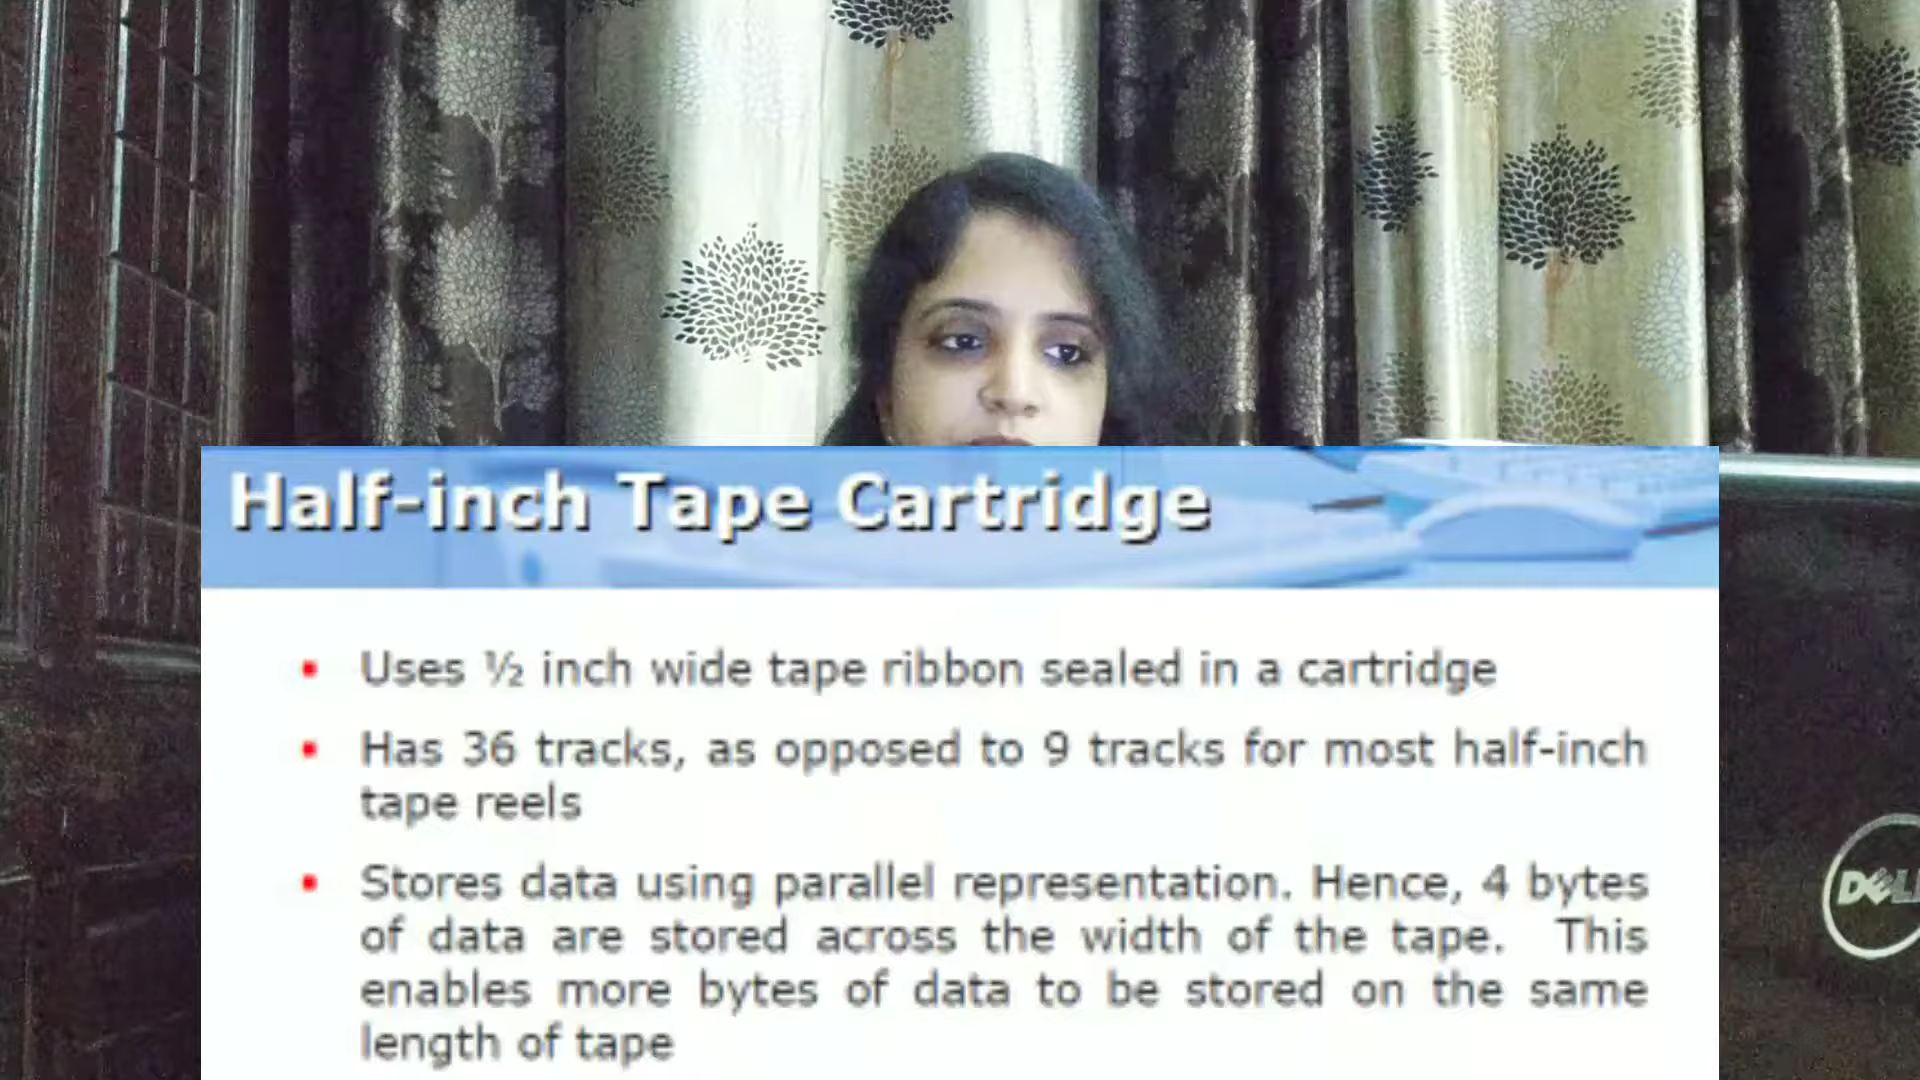 Half-inch Tape Cartridge
• Uses ½ inch wide tape ribbon sealed in a cartridge
• Has 36 tracks, as opposed to 9 tracks for most half-inch
tape reels
• Stores data using parallel representation. Hence, 4 bytes
of data are stored across the width of the tape. This
enables more bytes of data to be stored on the same
length of tape
DELL